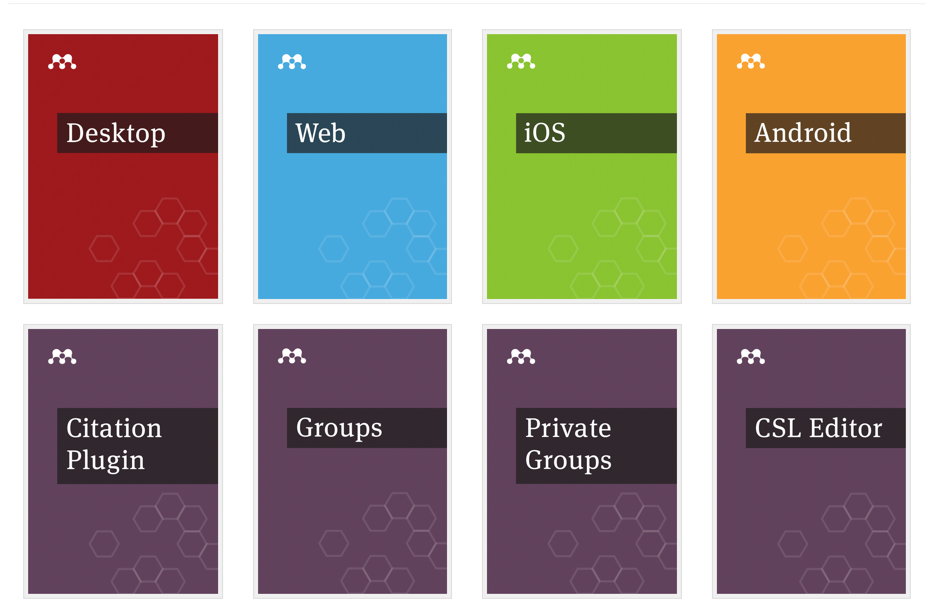 Desktop
Web
iOS
Android
Citation
Plugin
Groups
Private
Groups
CSL Editor